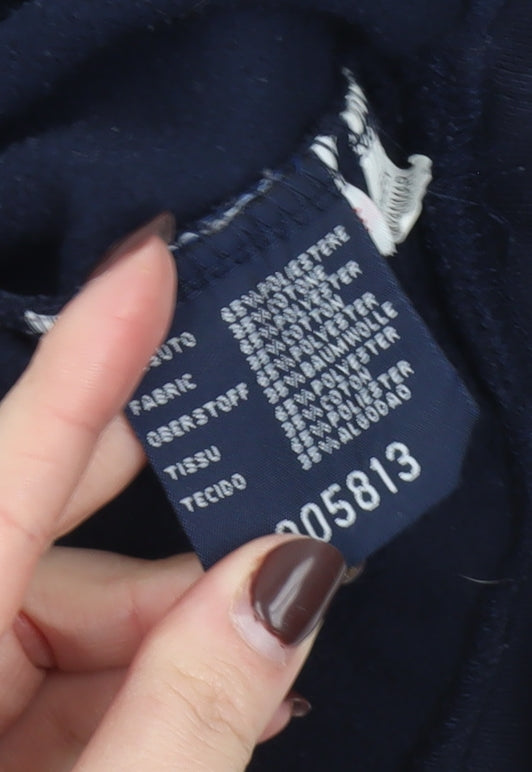 65% POLIESTERE
35% COTONE
SUTO
65% POLYESTER
35% COTTON
FABRIC
65% POLYESTER
35% BAUMWOLLE
OBERSTOFF
65% POLYESTER
35% COTON
TISSU
65% POLIESTER
35% ALGODAO
TECIDO
005813